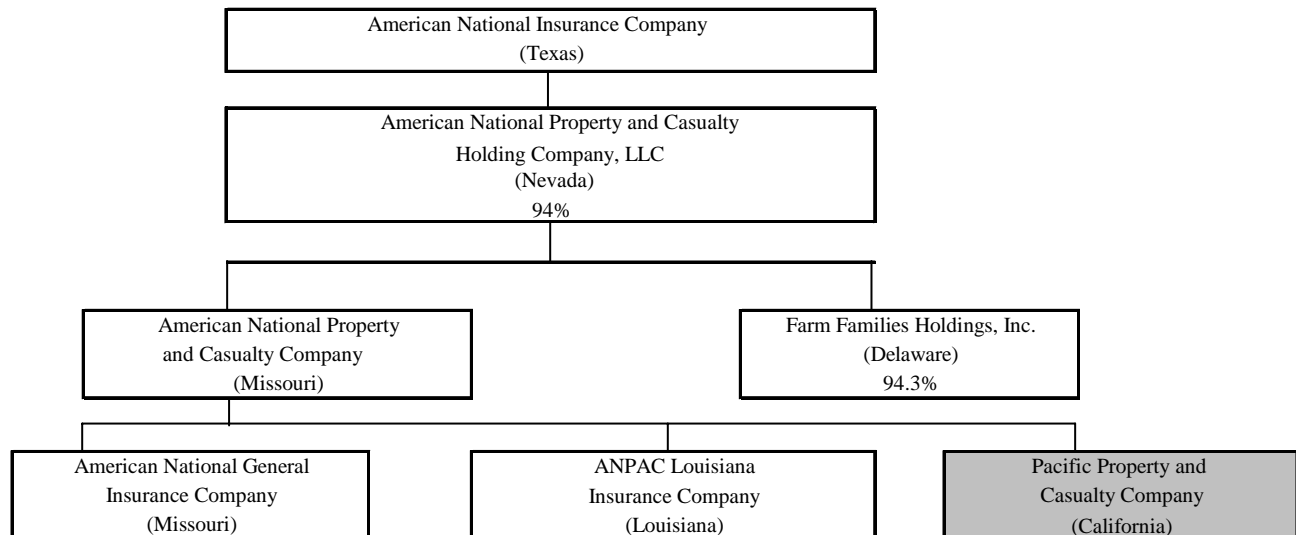 American National Insurance Company
(Texas)
American National Property and Casualty
Holding Company, LLC
(Nevada)
94%
American National Property
and Casualty Company
(Missouri)
Farm Families Holdings, Inc.
(Delaware)
94.3%
American National General
Insurance Company
(Missouri)
ANPAC Louisiana
Insurance Company
(Louisiana)
Pacific Property and
Casualty Company
(California)